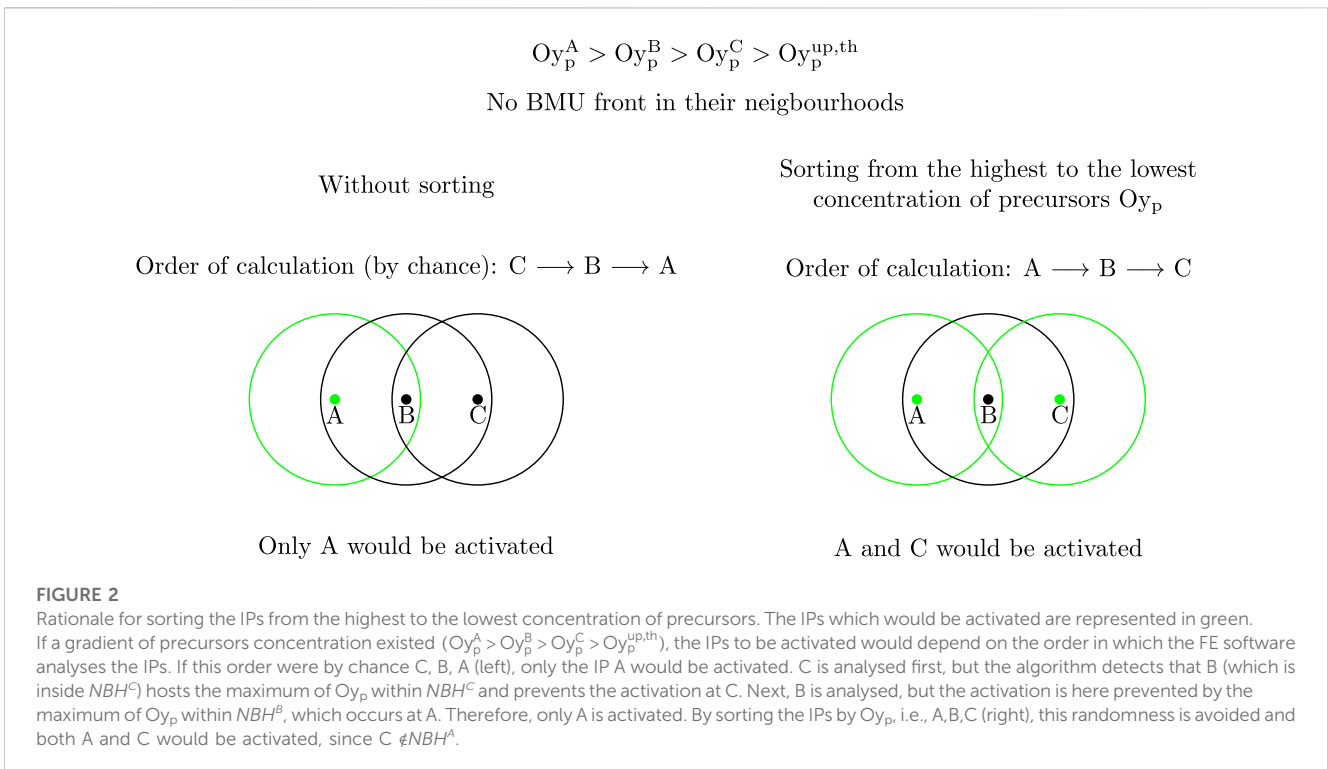 Oy_p^A > Oy_p^B > Oy_p^C > Oy_p^{up,th}
No BMU front in their neigbourhoods
Without sorting
Order of calculation (by chance): C ⟶ B ⟶ A
A
B
C
Only A would be activated
Sorting from the highest to the lowest
concentration of precursors Oy_p
Order of calculation: A ⟶ B ⟶ C
A
B
C
A and C would be activated
FIGURE 2
Rationale for sorting the IPs from the highest to the lowest concentration of precursors. The IPs which would be activated are represented in green.
If a gradient of precursors concentration existed (Oy_p^A > Oy_p^B > Oy_p^C > Oy_p^{up,th}), the IPs to be activated would depend on the order in which the FE software
analyses the IPs. If this order were by chance C, B, A (left), only the IP A would be activated. C is analysed first, but the algorithm detects that B (which is
inside NBH^C) hosts the maximum of Oy_p within NBH^C and prevents the activation at C. Next, B is analysed, but the activation is here prevented by the
maximum of Oy_p within NBH^B, which occurs at A. Therefore, only A is activated. By sorting the IPs by Oy_p, i.e., A,B,C (right), this randomness is avoided and
both A and C would be activated, since C ∉NBH^A.